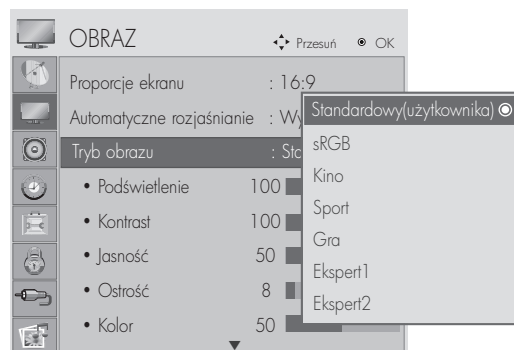 OBRAZ
Przesuń OK
Proporcje ekranu : 16:9
Automatyczne rozjaśnianie : Wy
Tryb obrazu : Stc
• Podświetlenie 100
• Kontrast 100
• Jasność 50
• Ostrość 8
• Kolor 50
Standardowy(użytkownika)
sRGB
Kino
Sport
Gra
Ekspert1
Ekspert2